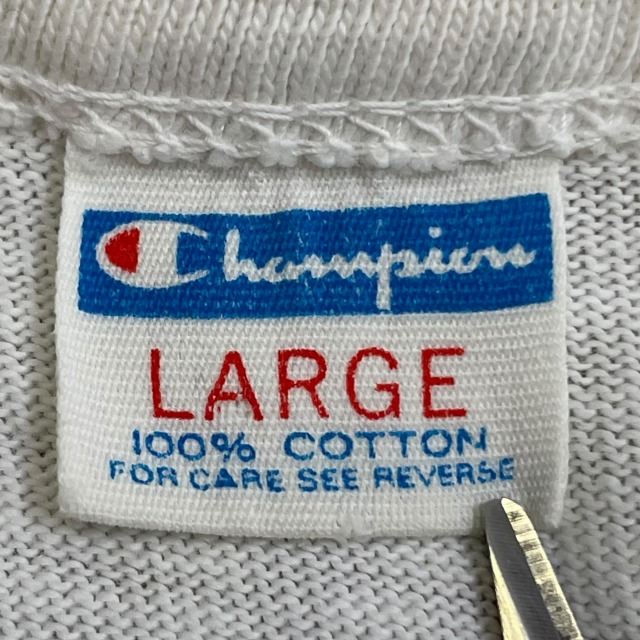 Champion
LARGE
100% COTTON
FOR CARE SEE REVERSE